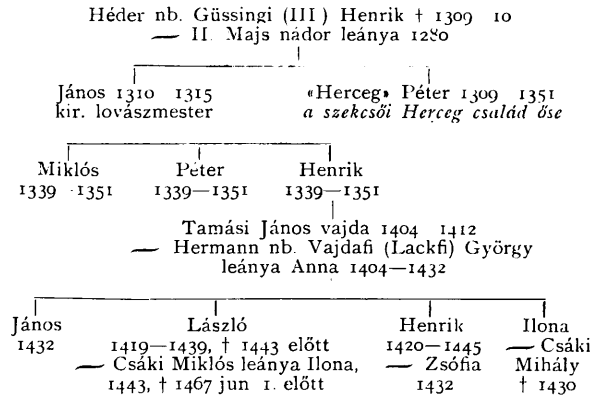 Héder nb. Güssingi (III) Henrik † 1309 10
— II. Majs nádor leánya 1280
János 1310 1315
kir. lovászmester
«Herceg» Péter 1309 1351
a szekcsői Herceg család őse
Miklós
1339 1351
Péter
1339—1351
Henrik
1339—1351
Tamási János vajda 1404 1412
— Hermann nb. Vajdafi (Lackfi) György
leánya Anna 1404—1432
János
1432
László
1419—1439, † 1443 előtt
— Csáki Miklós leánya Ilona,
1443, † 1467 jun 1. előtt
Henrik
1420—1445
— Zsófia
1432
Ilona
— Csáki
Mihály
† 1430